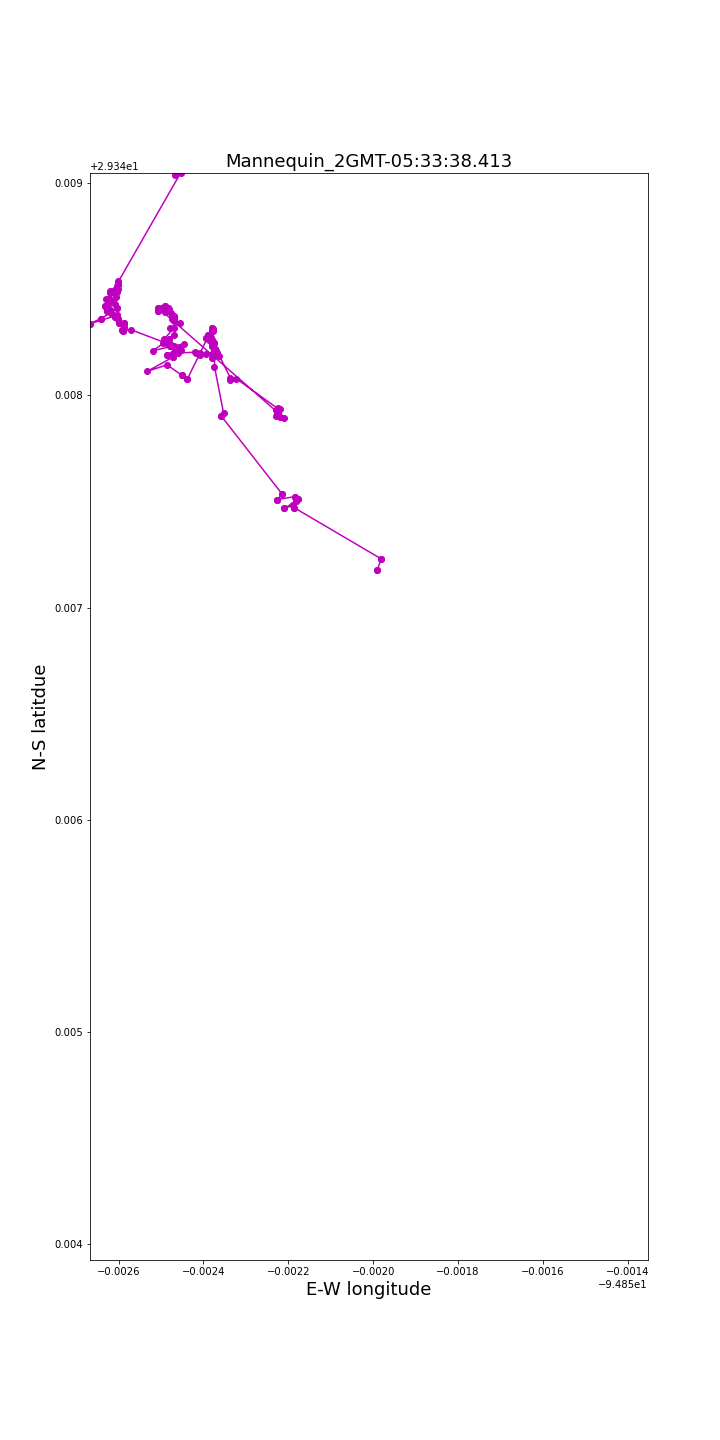 Mannequin_2GMT-05:33:38.413
+2.934e1
0.009
0.008
0.007
0.006
0.005
0.004
N-S latitdue
−0.0026 −0.0024 −0.0022 −0.0020 −0.0018 −0.0016 −0.0014
−9.485e1
E-W longitude